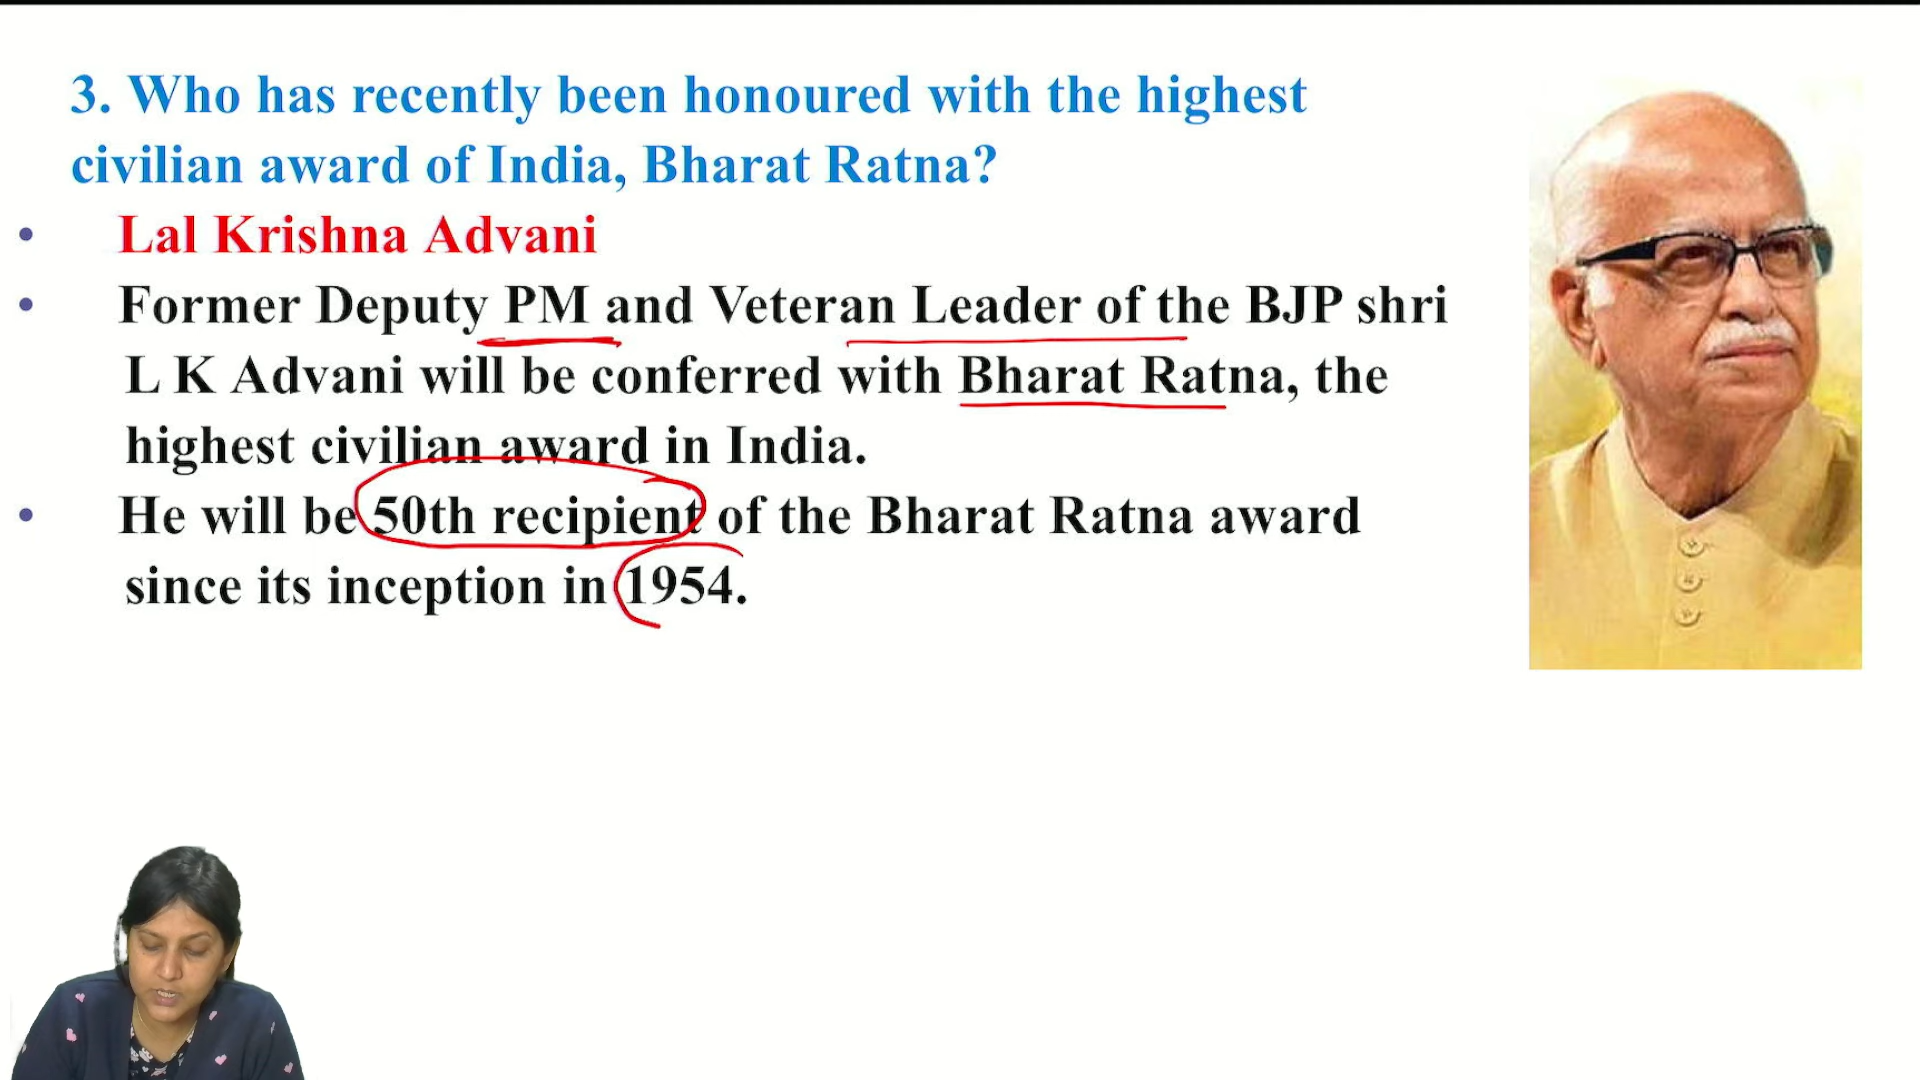 3. Who has recently been honoured with the highest
civilian award of India, Bharat Ratna?
• Lal Krishna Advani
• Former Deputy PM and Veteran Leader of the BJP shri
L K Advani will be conferred with Bharat Ratna, the
highest civilian award in India.
• He will be 50th recipient of the Bharat Ratna award
since its inception in 1954.